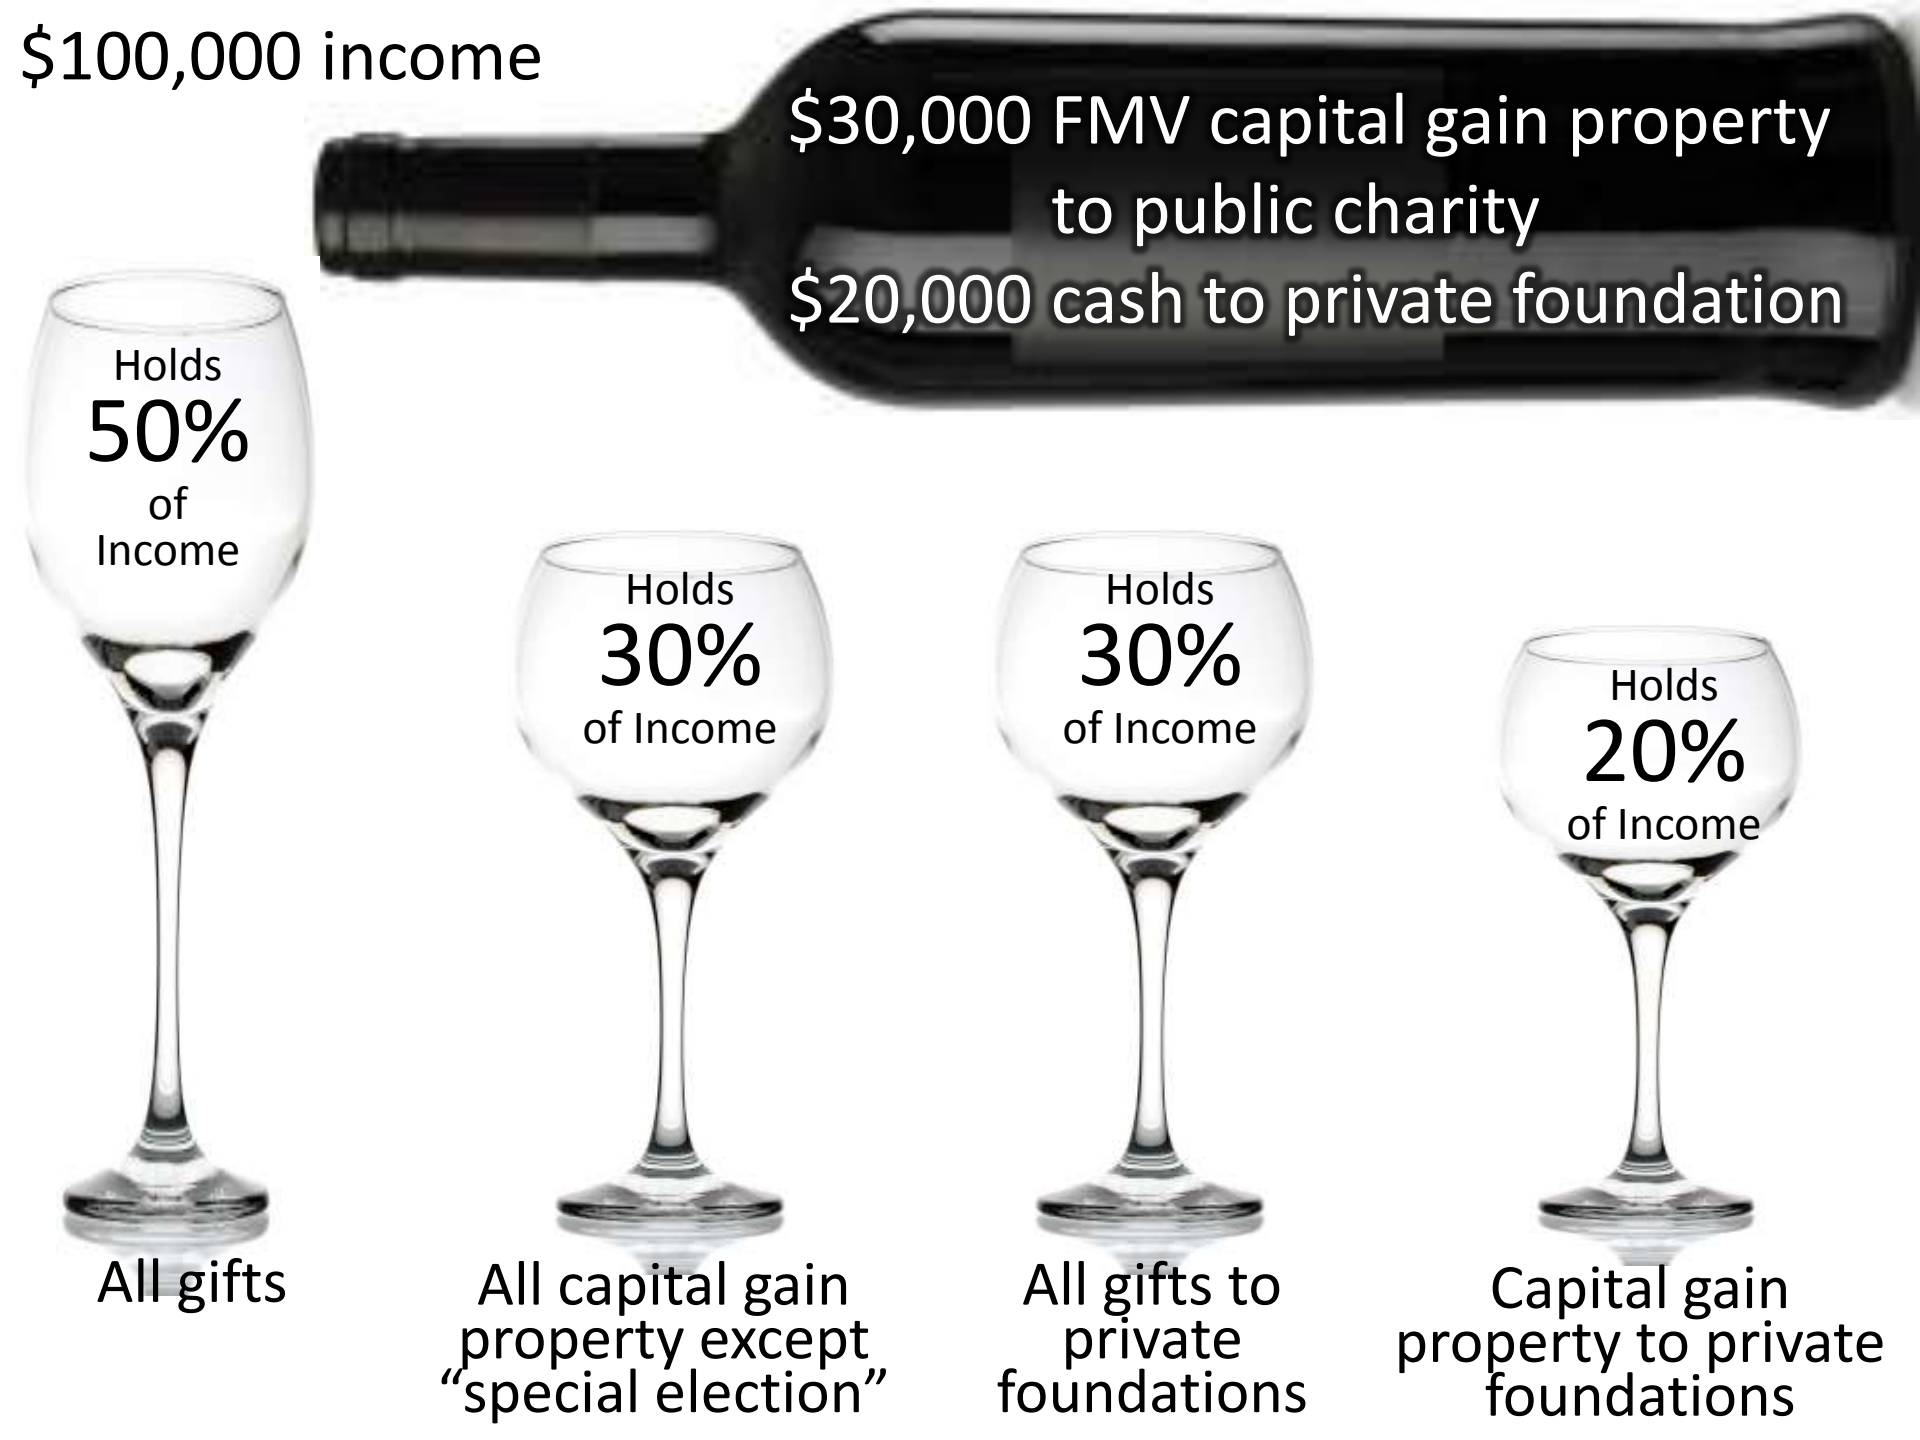 $100,000 income
$30,000 FMV capital gain property
to public charity
$20,000 cash to private foundation
Holds
50%
of
Income
Holds
30%
of Income
Holds
30%
of Income
Holds
20%
of Income
All gifts
All capital gain
property except
“special election”
All gifts to
private
foundations
Capital gain
property to private
foundations